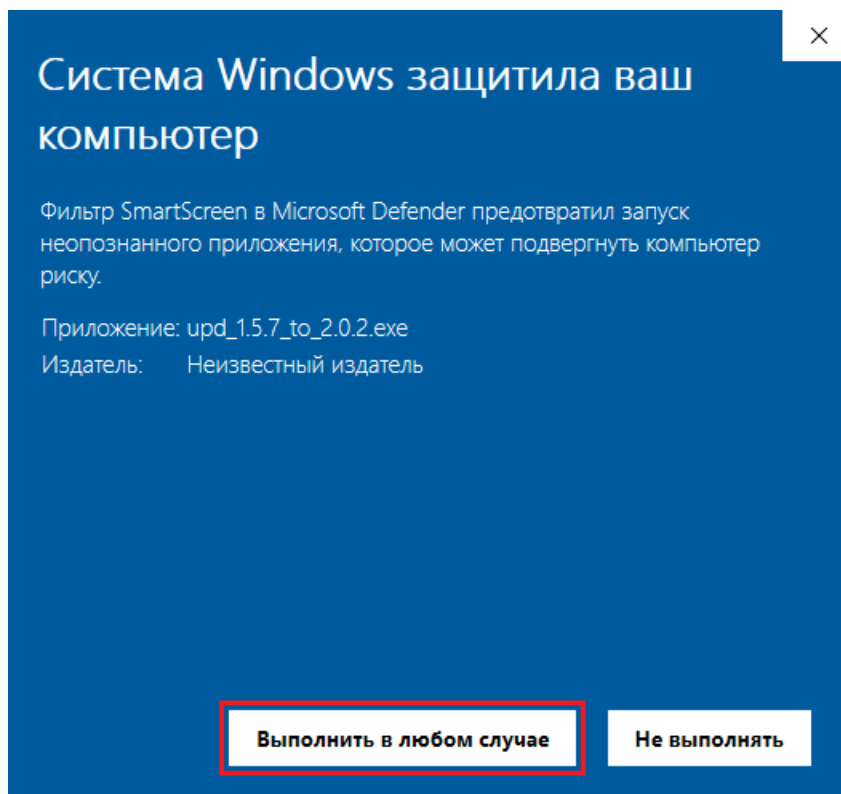 Система Windows защитила ваш
компьютер
Фильтр SmartScreen в Microsoft Defender предотвратил запуск
неопознанного приложения, которое может подвергнуть компьютер
риску.
Приложение: upd_1.5.7_to_2.0.2.exe
Издатель: Неизвестный издатель
Выполнить в любом случае Не выполнять